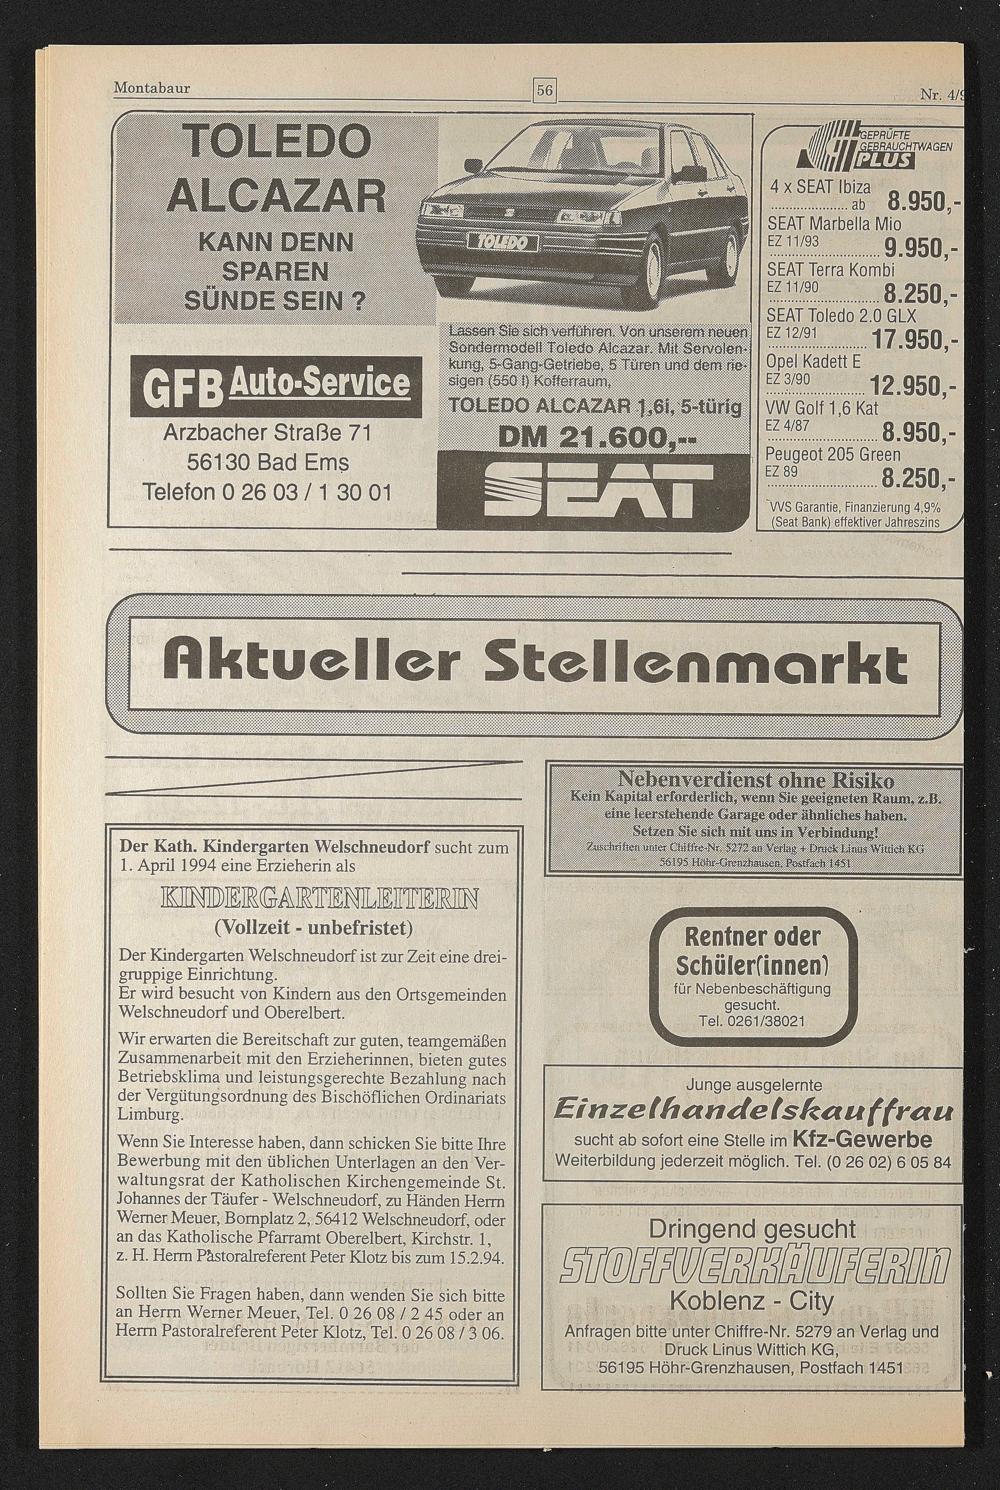 Montabaur
56
Nr. 4/9
TOLEDO
ALCAZAR
KANN DENN
SPAREN
SÜNDE SEIN ?
GFB Auto-Service
Arzbacher Straße 71
56130 Bad Ems
Telefon 0 26 03 / 1 30 01
TOLEDO
Lassen Sie sich verführen. Von unserem neuen
Sondermodell Toledo Alcazar. Mit Servolen-
kung, 5-Gang-Getriebe, 5 Türen und dem rie-
sigen (550 l) Kofferraum,
TOLEDO ALCAZAR 1,6i, 5-türig
DM 21.600,--
SEAT
GEPRÜFTE
GEBRAUCHTWAGEN
PLUS
4 x SEAT Ibiza
.................... ab 8.950,-
SEAT Marbella Mio
EZ 11/93
.................... 9.950,-
SEAT Terra Kombi
EZ 11/90
.................... 8.250,-
SEAT Toledo 2.0 GLX
EZ 12/91
.................... 17.950,-
Opel Kadett E
EZ 3/90
.................... 12.950,-
VW Golf 1,6 Kat
EZ 4/87
.................... 8.950,-
Peugeot 205 Green
EZ 89
.................... 8.250,-
VVS Garantie, Finanzierung 4,9%
(Seat Bank) effektiver Jahreszins
Aktueller Stellenmarkt
Der Kath. Kindergarten Welschneudorf sucht zum
1. April 1994 eine Erzieherin als
KINDERGARTENLEITERIN
(Vollzeit - unbefristet)
Der Kindergarten Welschneudorf ist zur Zeit eine drei-
gruppige Einrichtung.
Er wird besucht von Kindern aus den Ortsgemeinden
Welschneudorf und Oberelbert.
Wir erwarten die Bereitschaft zur guten, teamgemäßen
Zusammenarbeit mit den Erzieherinnen, bieten gutes
Betriebsklima und leistungsgerechte Bezahlung nach
der Vergütungsordnung des Bischöflichen Ordinariats
Limburg.
Wenn Sie Interesse haben, dann schicken Sie bitte Ihre
Bewerbung mit den üblichen Unterlagen an den Ver-
waltungsrat der Katholischen Kirchengemeinde St.
Johannes der Täufer - Welschneudorf, zu Händen Herrn
Werner Meuer, Bornplatz 2, 56412 Welschneudorf, oder
an das Katholische Pfarramt Oberelbert, Kirchstr. 1,
z. H. Herrn Pastoralreferent Peter Klotz bis zum 15.2.94.
Sollten Sie Fragen haben, dann wenden Sie sich bitte
an Herrn Werner Meuer, Tel. 0 26 08 / 2 45 oder an
Herrn Pastoralreferent Peter Klotz, Tel. 0 26 08 / 3 06.
Nebenverdienst ohne Risiko
Kein Kapital erforderlich, wenn Sie geeigneten Raum, z.B.
eine leerstehende Garage oder ähnliches haben.
Setzen Sie sich mit uns in Verbindung!
Zuschriften unter Chiffre-Nr. 5272 an Verlag + Druck Linus Wittich KG
56195 Höhr-Grenzhausen, Postfach 1451
Rentner oder
Schüler(innen)
für Nebenbeschäftigung
gesucht.
Tel. 0261/38021
Junge ausgelernte
Einzelhandelskauffrau
sucht ab sofort eine Stelle im Kfz-Gewerbe
Weiterbildung jederzeit möglich. Tel. (0 26 02) 6 05 84
Dringend gesucht
STOFFVERKÄUFERIN
Koblenz - City
Anfragen bitte unter Chiffre-Nr. 5279 an Verlag und
Druck Linus Wittich KG,
56195 Höhr-Grenzhausen, Postfach 1451